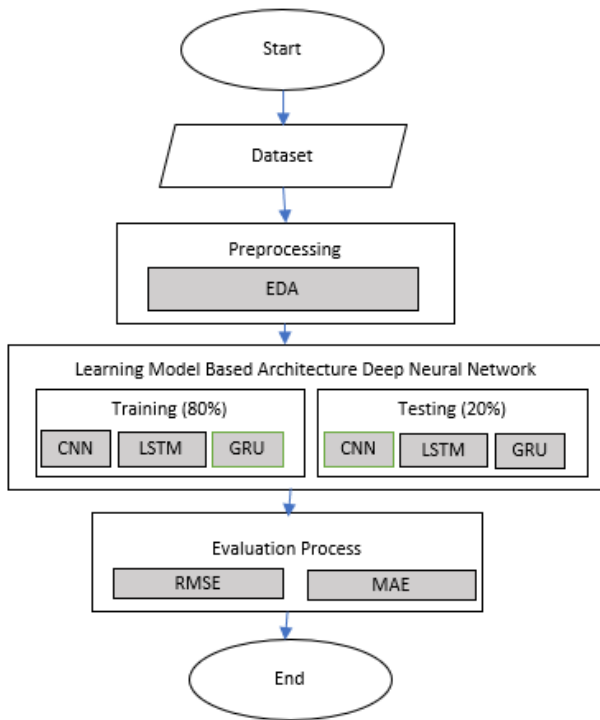 Start
Dataset
Preprocessing
EDA
Learning Model Based Architecture Deep Neural Network
Training (80%)
CNN LSTM GRU
Testing (20%)
CNN LSTM GRU
Evaluation Process
RMSE MAE
End